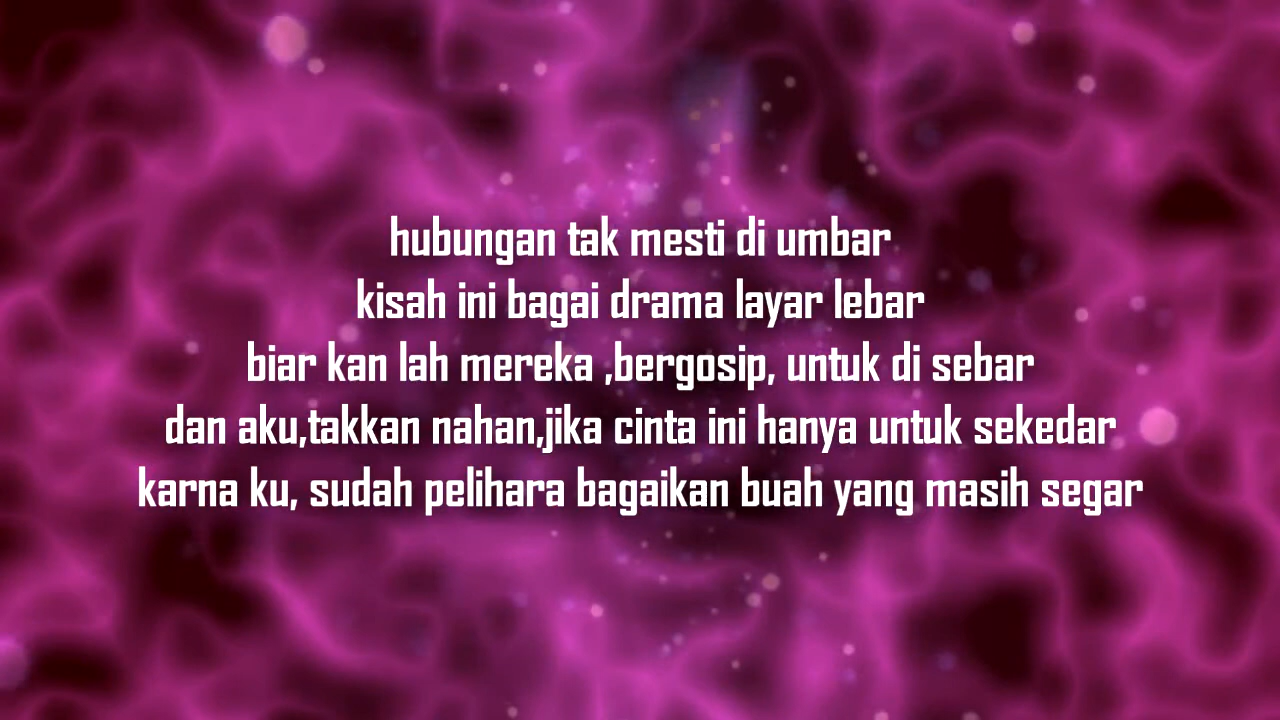 hubungan tak mesti di umbar
kisah ini bagai drama layar lebar
biar kan lah mereka ,bergosip, untuk di sebar
dan aku,takkan nahan,jika cinta ini hanya untuk sekedar
karna ku, sudah pelihara bagaikan buah yang masih segar